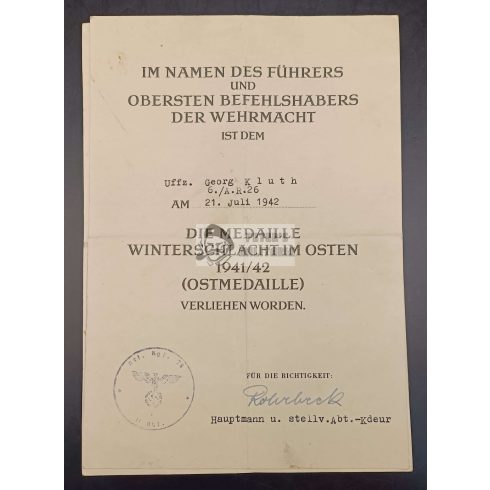 IM NAMEN DES FÜHRERS
UND
OBERSTEN BEFEHLSHABERS
DER WEHRMACHT
IST DEM
Uffz. Georg Kluth
6./A.R.26
AM 21. Juli 1942
DIE MEDAILLE
WINTERSCHLACHT IM OSTEN
1941/42
(OSTMEDAILLE)
VERLIEHEN WORDEN.
FÜR DIE RICHTIGKEIT:
Rohrbeck
Hauptmann u. stellv.Abt.-Kdeur